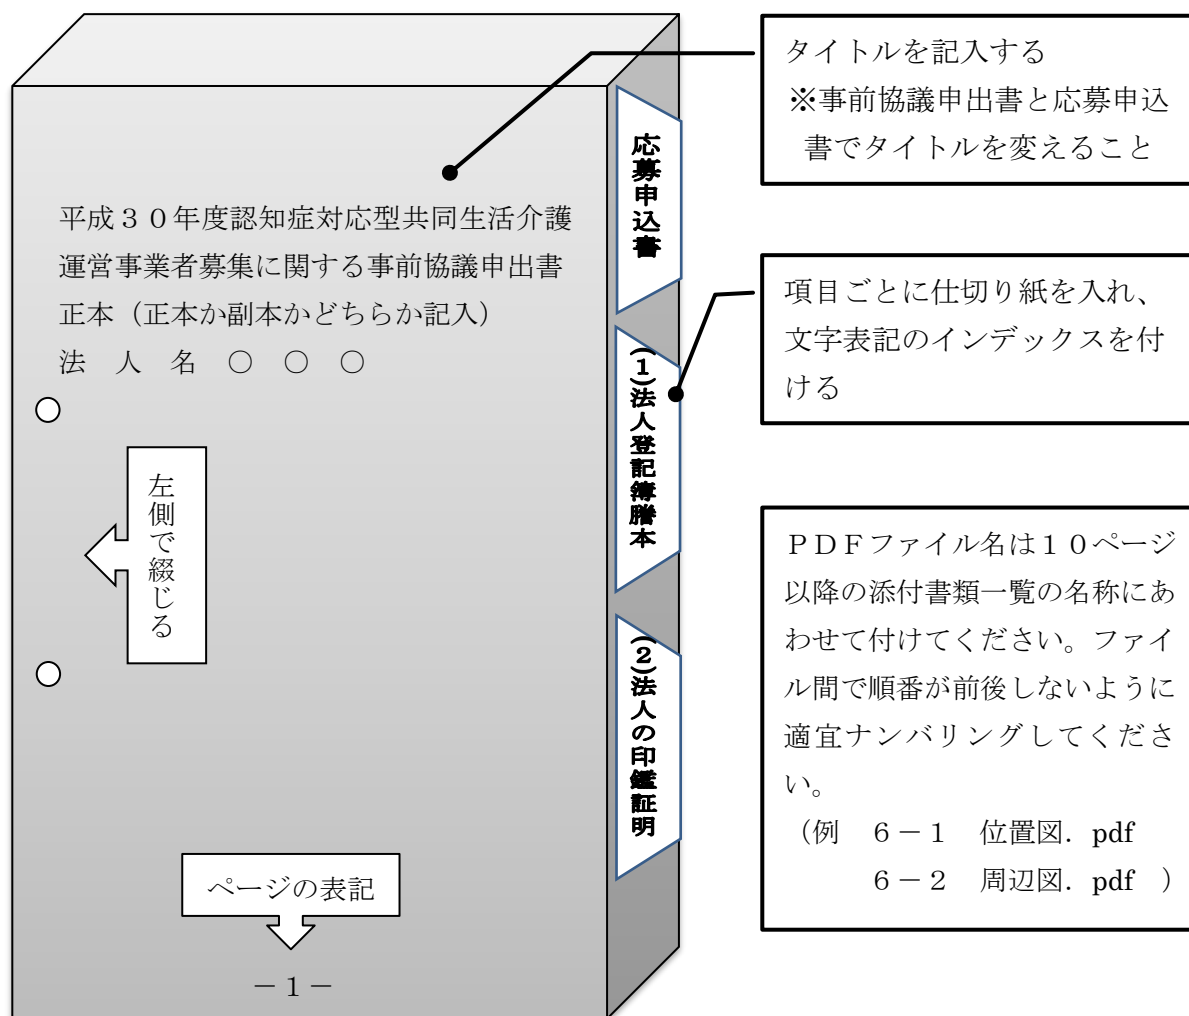 タイトルを記入する
※事前協議申出書と応募申込
書でタイトルを変えること
平成３０年度認知症対応型共同生活介護
運営事業者募集に関する事前協議申出書
正本（正本か副本かどちらか記入）
法　人　名　○　○　○
応募申込書
(1)法人登記簿謄本
(2)法人の印鑑証明
項目ごとに仕切り紙を入れ、
文字表記のインデックスを付
ける
左側で綴じる
ＰＤＦファイル名は１０ページ
以降の添付書類一覧の名称にあ
わせて付けてください。ファイ
ル間で順番が前後しないように
適宜ナンバリングしてくださ
い。
（例　６－１　位置図．pdf
６－２　周辺図．pdf　）
ページの表記
－１－